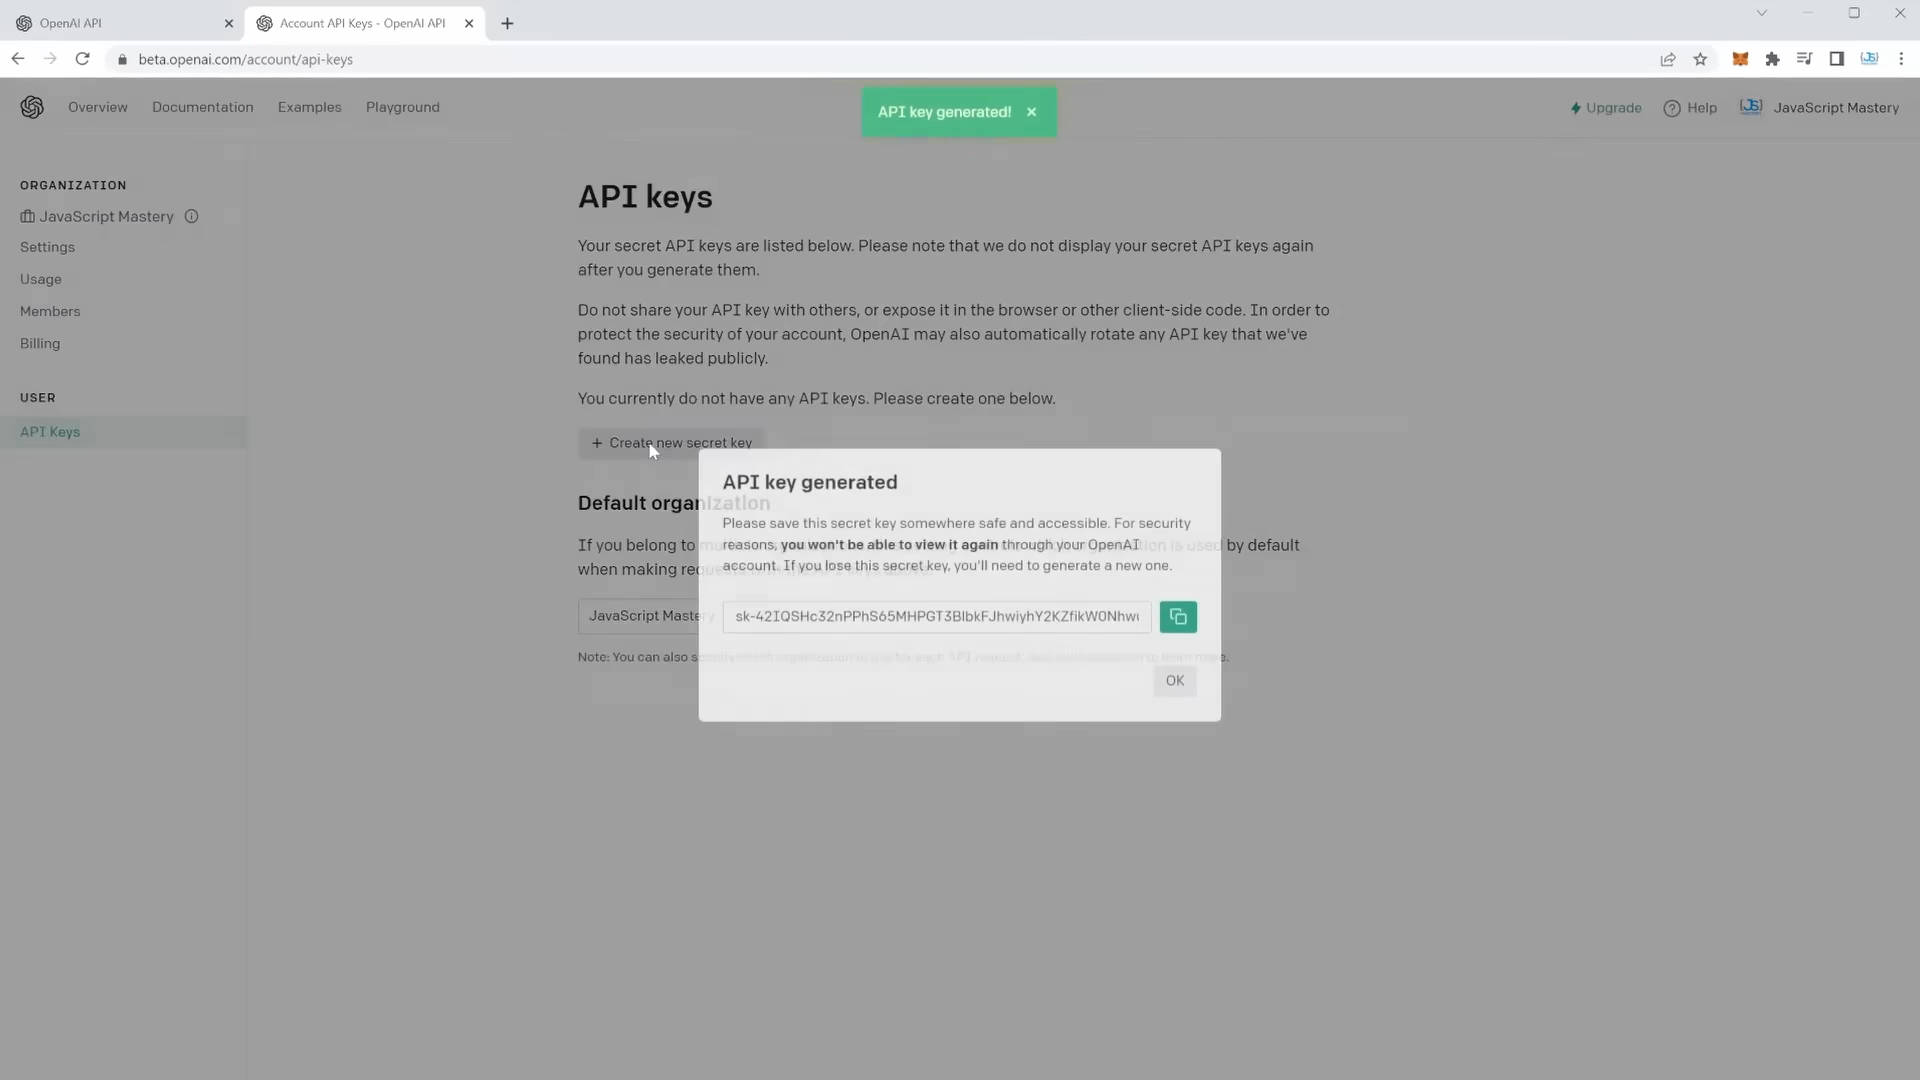 OpenAI API
Account API Keys - OpenAI API
beta.openai.com/account/api-keys
Overview
Documentation
Examples
Playground
API key generated!
Upgrade
Help
JavaScript Mastery
ORGANIZATION
JavaScript Mastery
Settings
Usage
Members
Billing
USER
API Keys
API keys
Your secret API keys are listed below. Please note that we do not display your secret API keys again
after you generate them.
Do not share your API key with others, or expose it in the browser or other client-side code. In order to
protect the security of your account, OpenAI may also automatically rotate any API key that we've
found has leaked publicly.
You currently do not have any API keys. Please create one below.
+ Create new secret key
Default organization
If you belong to
is used by default
when making
JavaScript Mastery
Note: You can also
API key generated
Please save this secret key somewhere safe and accessible. For security
reasons, you won't be able to view it again through your OpenAI
account. If you lose this secret key, you'll need to generate a new one.
sk-42IQSHc32nPPhS65MHPGT3BlbkFJhwiyhY2KZfikW0Nhw
OK